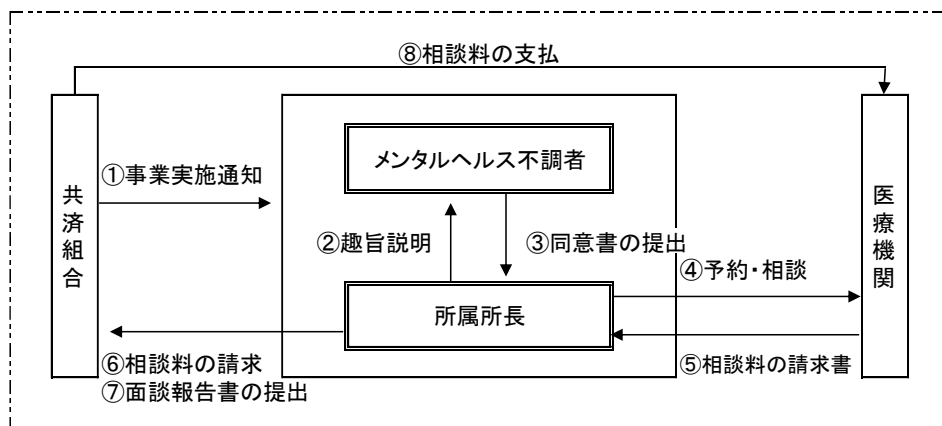 ⑧相談料の支払
共済組合
①事業実施通知
メンタルヘルス不調者
②趣旨説明
③同意書の提出
④予約・相談
所属所長
⑥相談料の請求
⑦面談報告書の提出
⑤相談料の請求書
医療機関